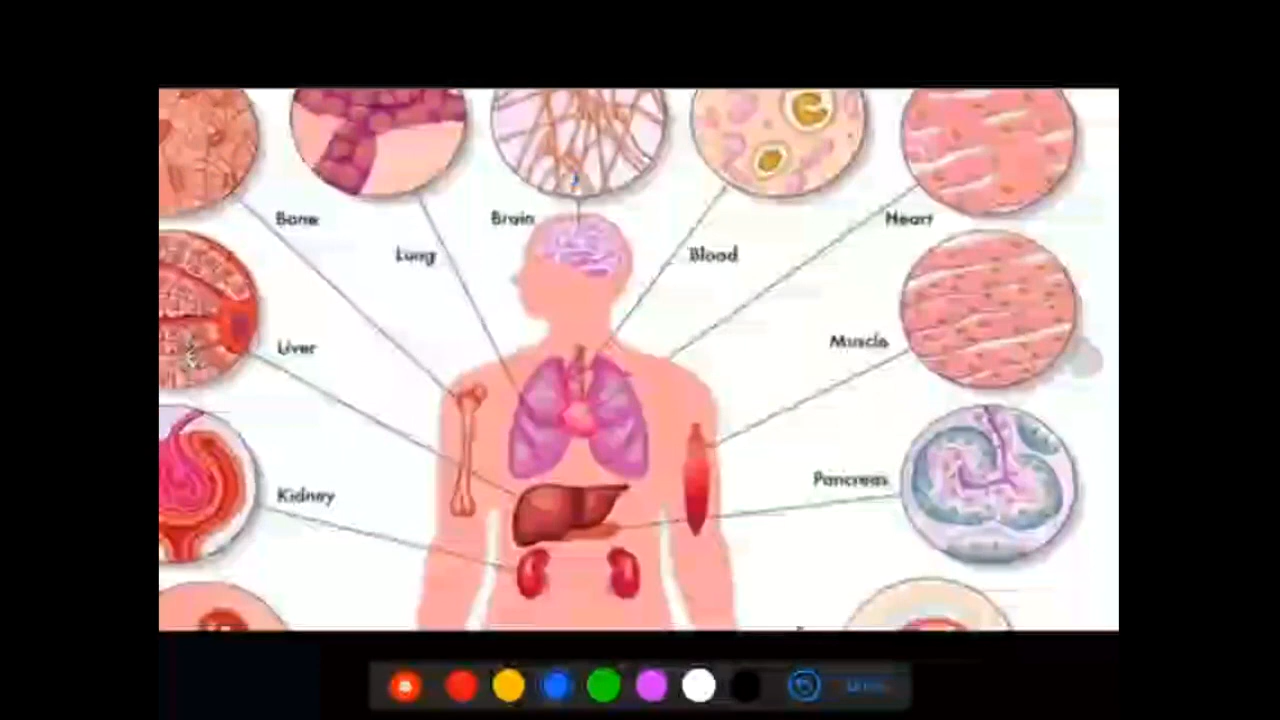 Bone
Brain
Heart
Lung
Blood
Liver
Muscle
Pancreas
Kidney